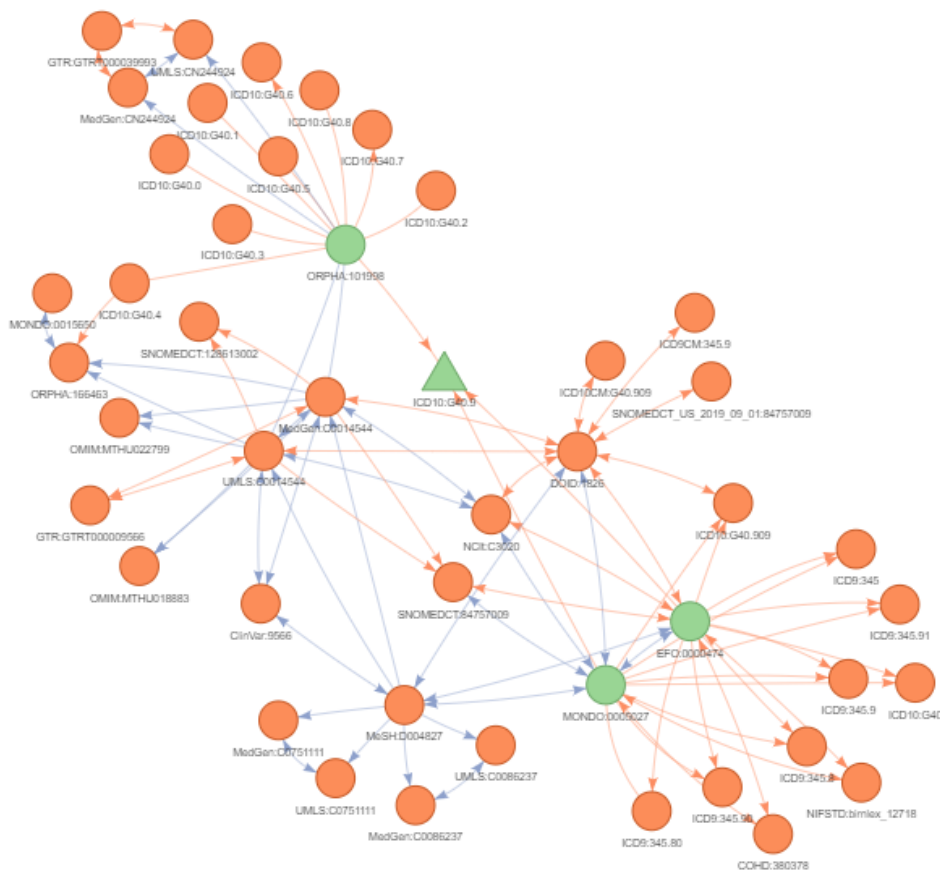 GTR:GTRT000039993
UMLS:CN244924
ICD10:G40.6
MedGen:CN244924
ICD10:G40.8
ICD10:G40.1
ICD10:G40.7
ICD10:G40.0
ICD10:G40.5
ICD10:G40.2
ICD10:G40.3
ORPHA:101998
ICD10:G40.4
MONDO:0015650
ICD9CM:345.9
SNOMEDCT:128613002
ORPHA:166463
ICD10CM:G40.909
ICD10:G40.9
SNOMEDCT_US_2019_09_01:84757009
MedGen:C0014544
OMIM:MTHU022799
UMLS:C0014544
DOID:1826
GTR:GTRT000009566
ICD10:G40.909
NCIt:C3020
ICD9:345
OMIM:MTHU018883
SNOMEDCT:84757009
ClinVar:9566
ICD9:345.91
EFO:0000474
ICD9:345.9
ICD10:G40
MONDO:0005027
MeSH:D004827
MedGen:C0751111
UMLS:C0086237
ICD9:345.8
UMLS:C0751111
NIFSTD:birnlex_12718
ICD9:345.90
MedGen:C0086237
ICD9:345.80
COHD:380378